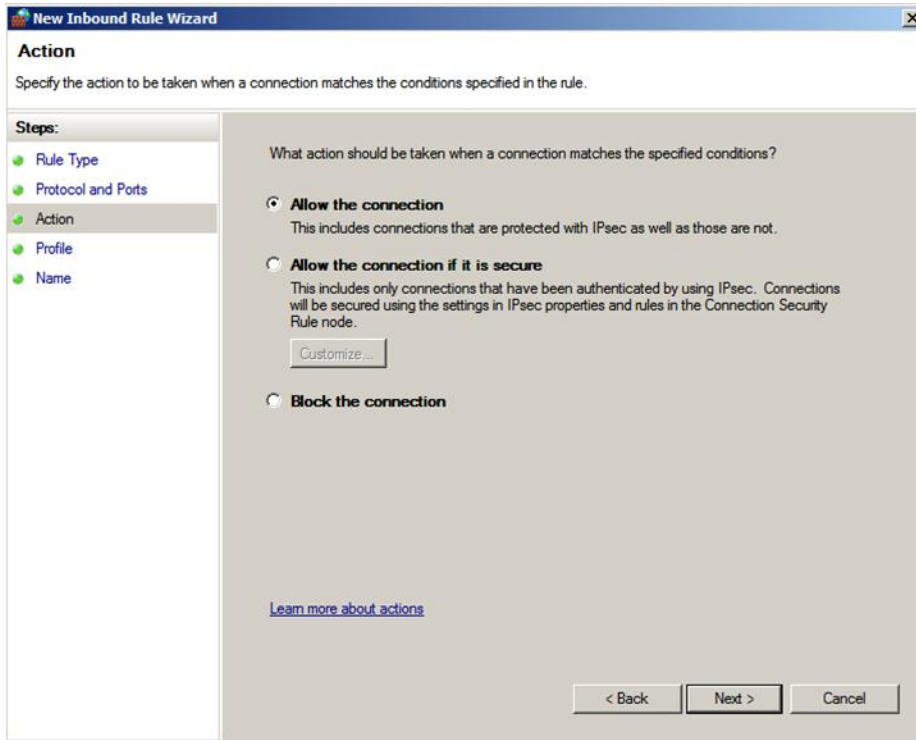 New Inbound Rule Wizard
Action
Specify the action to be taken when a connection matches the conditions specified in the rule.
Steps:
Rule Type
Protocol and Ports
Action
Profile
Name
What action should be taken when a connection matches the specified conditions?
Allow the connection
This includes connections that are protected with IPsec as well as those are not.
Allow the connection if it is secure
This includes only connections that have been authenticated by using IPsec. Connections
will be secured using the settings in IPsec properties and rules in the Connection Security
Rule node.
Customize...
Block the connection
Learn more about actions
< Back
Next >
Cancel